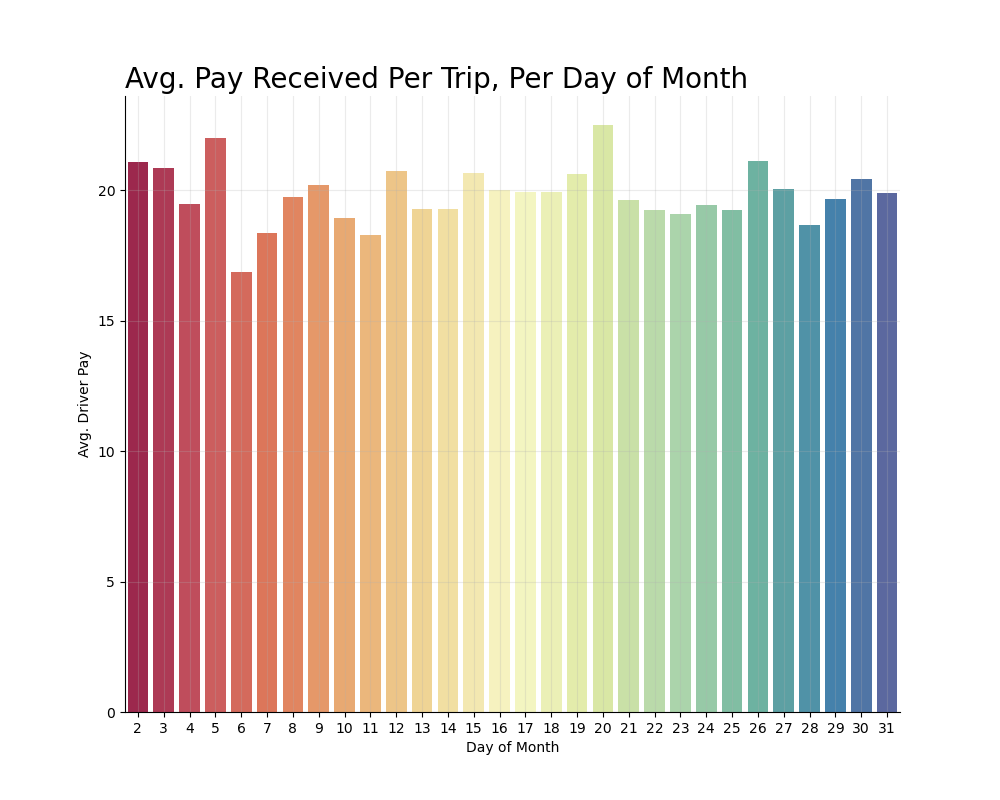 Avg. Pay Received Per Trip, Per Day of Month
Avg. Driver Pay
20
15
10
5
0
2 3 4 5 6 7 8 9 10 11 12 13 14 15 16 17 18 19 20 21 22 23 24 25 26 27 28 29 30 31
Day of Month